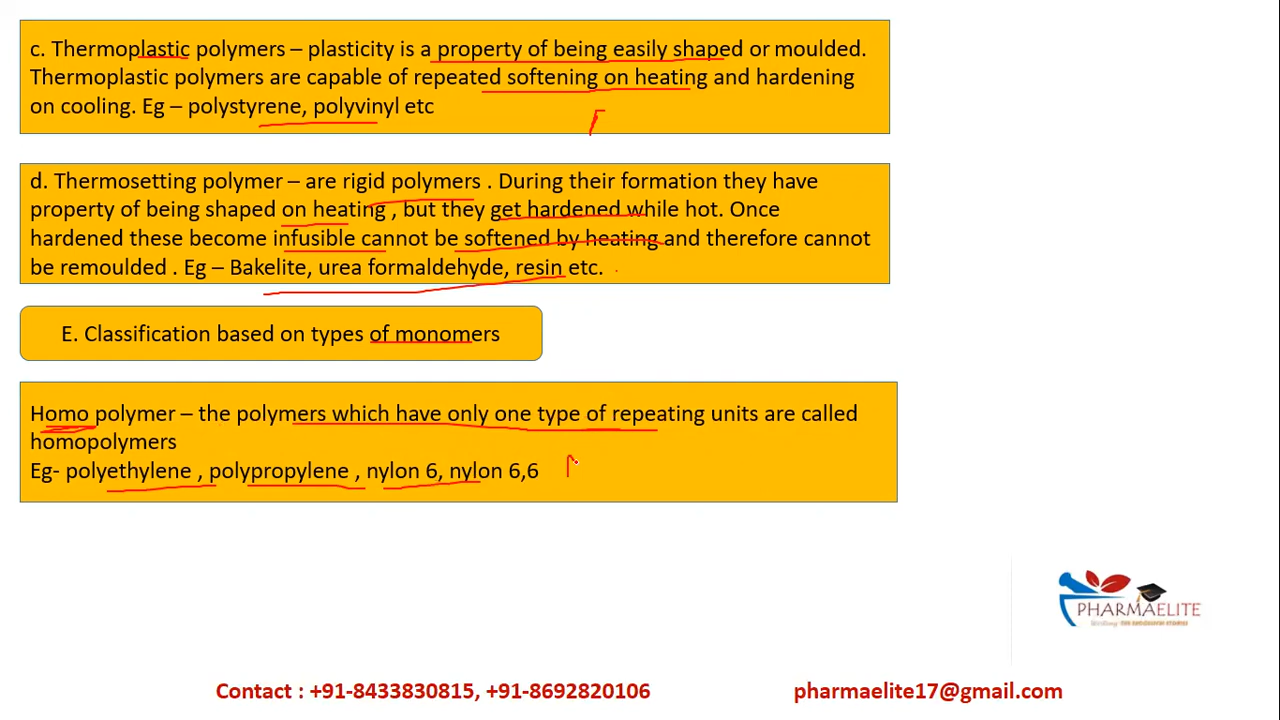 c. Thermoplastic polymers – plasticity is a property of being easily shaped or moulded.
Thermoplastic polymers are capable of repeated softening on heating and hardening
on cooling. Eg – polystyrene, polyvinyl etc
d. Thermosetting polymer – are rigid polymers . During their formation they have
property of being shaped on heating , but they get hardened while hot. Once
hardened these become infusible cannot be softened by heating and therefore cannot
be remoulded . Eg – Bakelite, urea formaldehyde, resin etc.
E. Classification based on types of monomers
Homo polymer – the polymers which have only one type of repeating units are called
homopolymers
Eg- polyethylene , polypropylene , nylon 6, nylon 6,6
PHARMAELITE
Contact : +91-8433830815, +91-8692820106
pharmaelite17@gmail.com